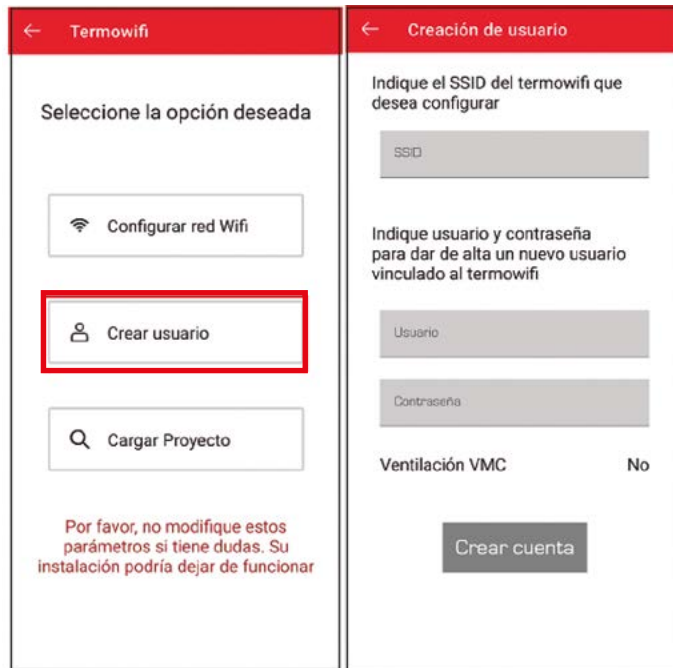 Termowifi
Seleccione la opción deseada
Configurar red Wifi
Crear usuario
Cargar Proyecto
Por favor, no modifique estos
parámetros si tiene dudas. Su
instalación podría dejar de funcionar
Creación de usuario
Indique el SSID del termowifi que
desea configurar
SSID
Indique usuario y contraseña
para dar de alta un nuevo usuario
vinculado al termowifi
Usuario
Contraseña
Ventilación VMC No
Crear cuenta